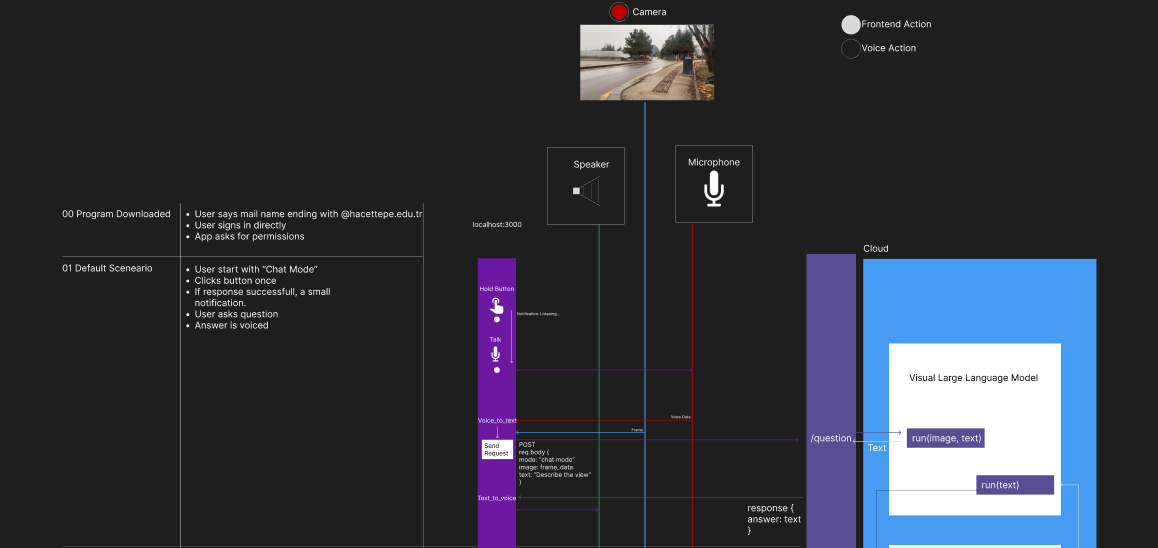 Camera
Frontend Action
Voice Action
Speaker
Microphone
00 Program Downloaded
User says mail name ending with @hacettepe.edu.tr
User signs in directly
App asks for permissions
localhost:3000
01 Default Sceneario
User start with “Chat Mode”
Clicks button once
If response successfull, a small
notification.
User asks question
Answer is voiced
Hold Button
Notification: Listening...
Talk
Voice_to_text
Voice Data
Frame
Send
Request
POST
req body {
mode: “chat mode”
image: frame_data
text: “Describe the view”
}
Text_to_voice
response {
answer: text
}
/question
Text
Cloud
Visual Large Language Model
run(image, text)
run(text)